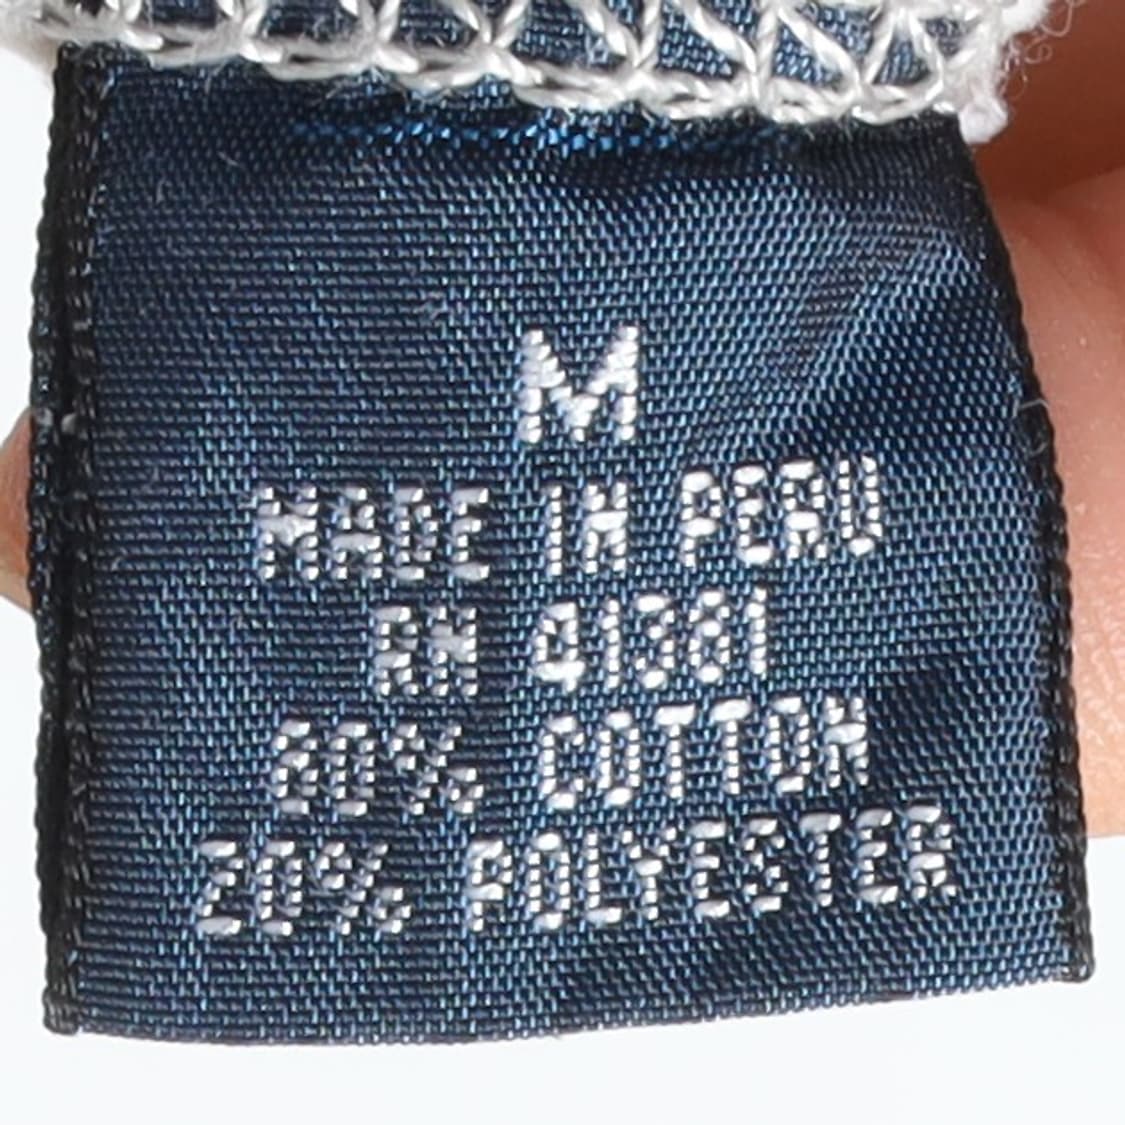 M
MADE IN PERU
RN 41381
80% COTTON
20% POLYESTER